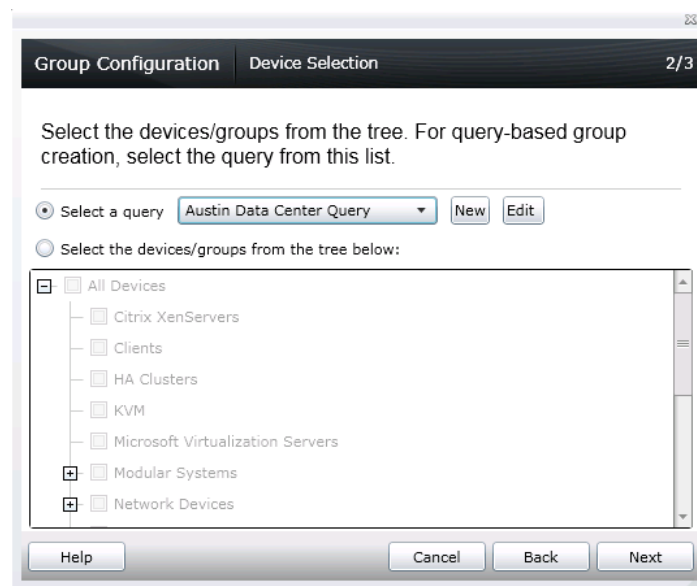 Group Configuration Device Selection 2/3
Select the devices/groups from the tree. For query-based group
creation, select the query from this list.
Select a query Austin Data Center Query New Edit
Select the devices/groups from the tree below:
All Devices
Citrix XenServers
Clients
HA Clusters
KVM
Microsoft Virtualization Servers
Modular Systems
Network Devices
Help Cancel Back Next